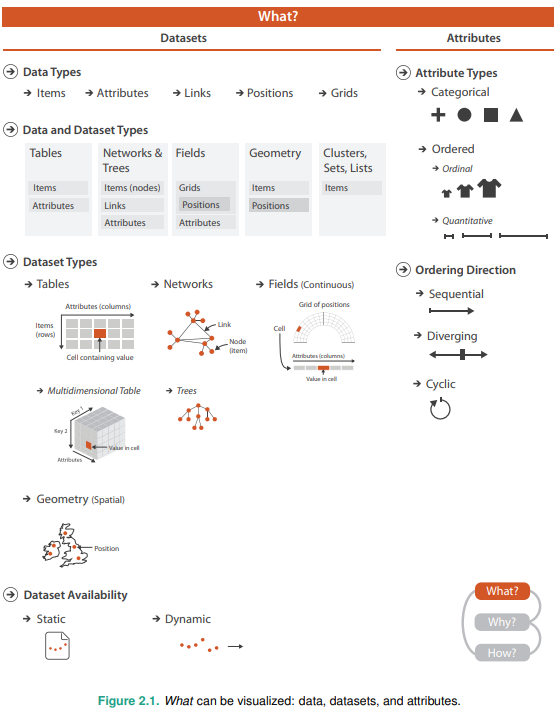 What?
Datasets
Attributes
Data Types
Items
Attributes
Links
Positions
Grids
Data and Dataset Types
Tables
Items
Attributes
Networks &
Trees
Items (nodes)
Links
Attributes
Fields
Grids
Positions
Attributes
Geometry
Items
Positions
Clusters,
Sets, Lists
Items
Dataset Types
Tables
Attributes (columns)
Items
(rows)
Cell containing value
Networks
Link
Node
(item)
Fields (Continuous)
Grid of positions
Cell
Attributes (columns)
Value in cell
Multidimensional Table
Key 1
Key 2
Value in cell
Attributes
Trees
Geometry (Spatial)
Position
Dataset Availability
Static
Dynamic
Attribute Types
Categorical
Ordered
Ordinal
Quantitative
Ordering Direction
Sequential
Diverging
Cyclic
What?
Why?
How?
Figure 2.1. What can be visualized: data, datasets, and attributes.